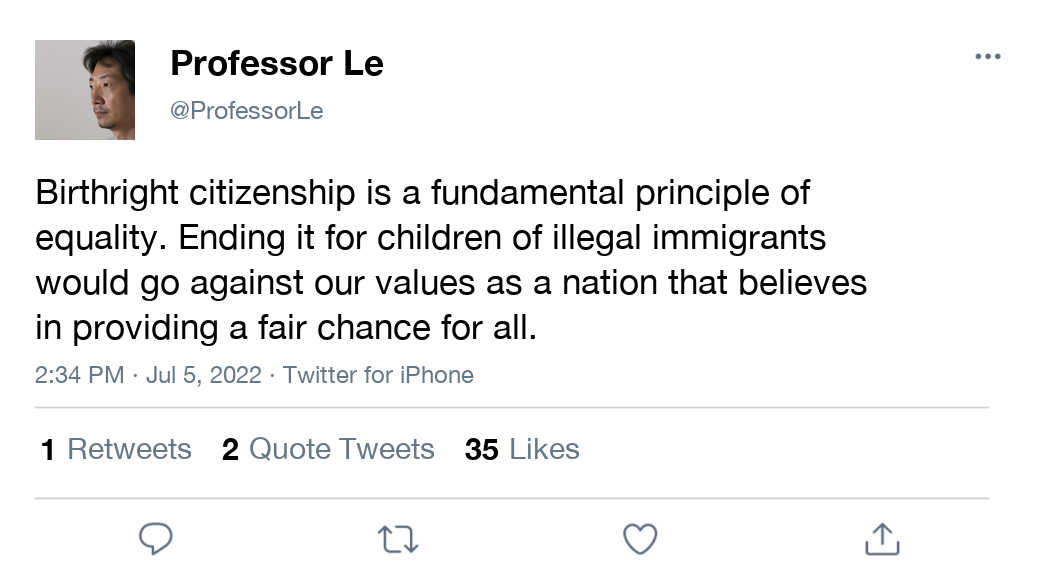 Professor Le
@ProfessorLe
Birthright citizenship is a fundamental principle of
equality. Ending it for children of illegal immigrants
would go against our values as a nation that believes
in providing a fair chance for all.
2:34 PM · Jul 5, 2022 · Twitter for iPhone
1 Retweets 2 Quote Tweets 35 Likes